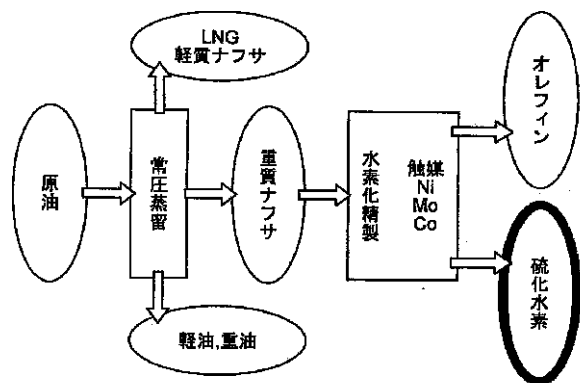 LNG
軽質ナフサ
原油
常圧蒸留
重質ナフサ
水素化精製
触媒
Ni
Mo
Co
オレフィン
硫化水素
軽油,重油